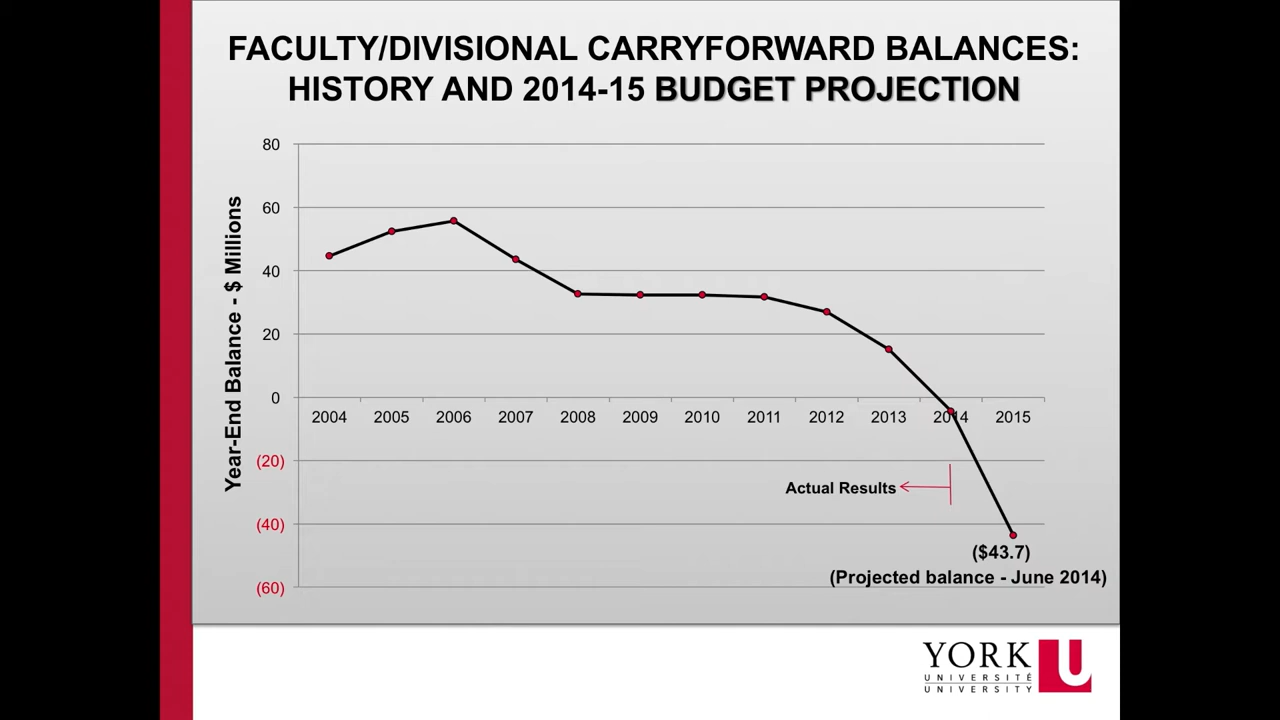 FACULTY/DIVISIONAL CARRYFORWARD BALANCES:
HISTORY AND 2014-15 BUDGET PROJECTION
Year-End Balance - $ Millions
80
60
40
20
0
(20)
(40)
(60)
2004 2005 2006 2007 2008 2009 2010 2011 2012 2013 2014 2015
Actual Results
($43.7)
(Projected balance - June 2014)
YORK U
UNIVERSITÉ
UNIVERSITY